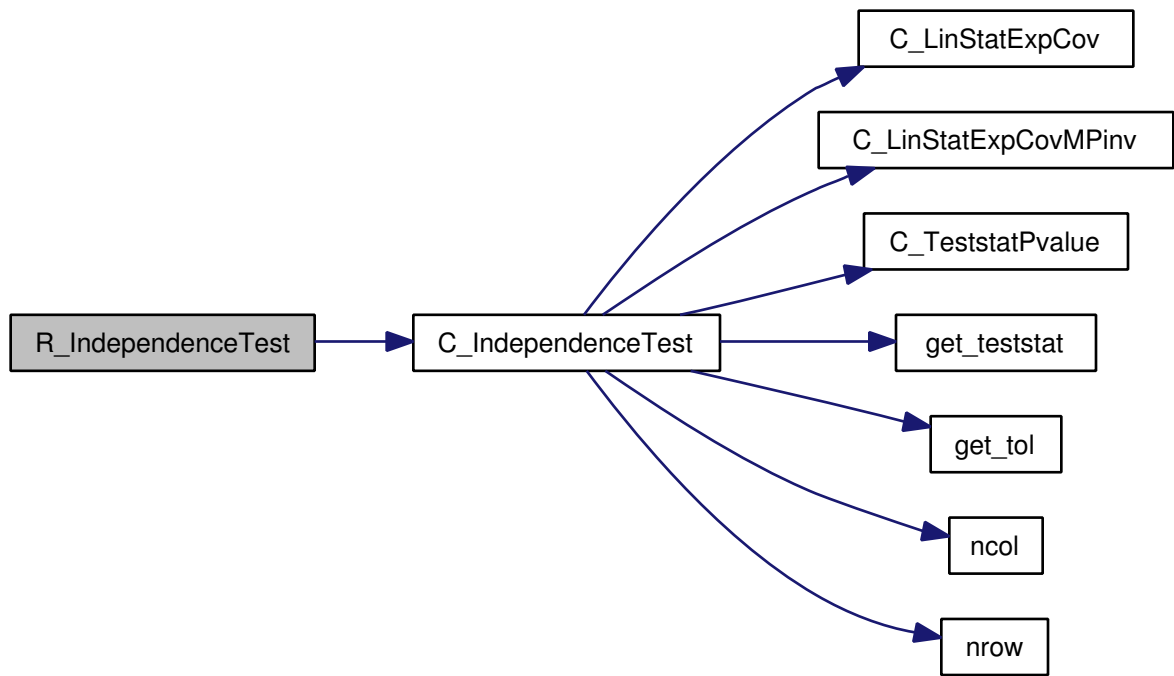 C_LinStatExpCov
C_LinStatExpCovMPinv
C_TeststatPvalue
R_IndependenceTest
C_IndependenceTest
get_teststat
get_tol
ncol
nrow